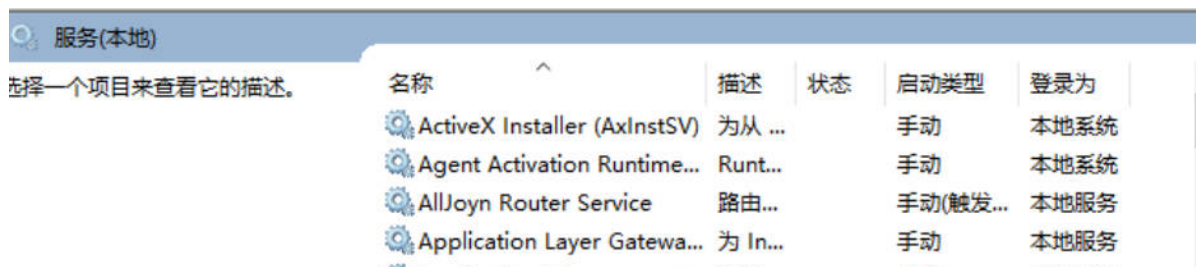 服务(本地)
选择一个项目来查看它的描述。
名称 描述 状态 启动类型 登录为
ActiveX Installer (AxInstSV) 为从 ... 手动 本地系统
Agent Activation Runtime... Runt... 手动 本地系统
AllJoyn Router Service 路由... 手动(触发... 本地服务
Application Layer Gatewa... 为 In... 手动 本地服务